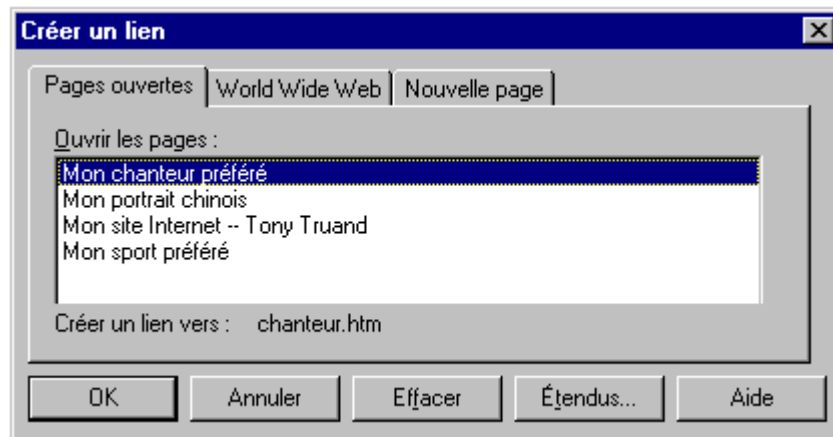 Créer un lien
Pages ouvertes World Wide Web Nouvelle page
Ouvrir les pages :
Mon chanteur préféré
Mon portrait chinois
Mon site Internet -- Tony Truand
Mon sport préféré
Créer un lien vers : chanteur.htm
OK Annuler Effacer Étendus... Aide